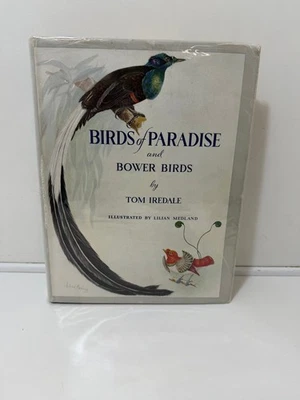 BIRDS of PARADISE
and
BOWER BIRDS
by
TOM IREDALE
ILLUSTRATED BY LILIAN MEDLAND